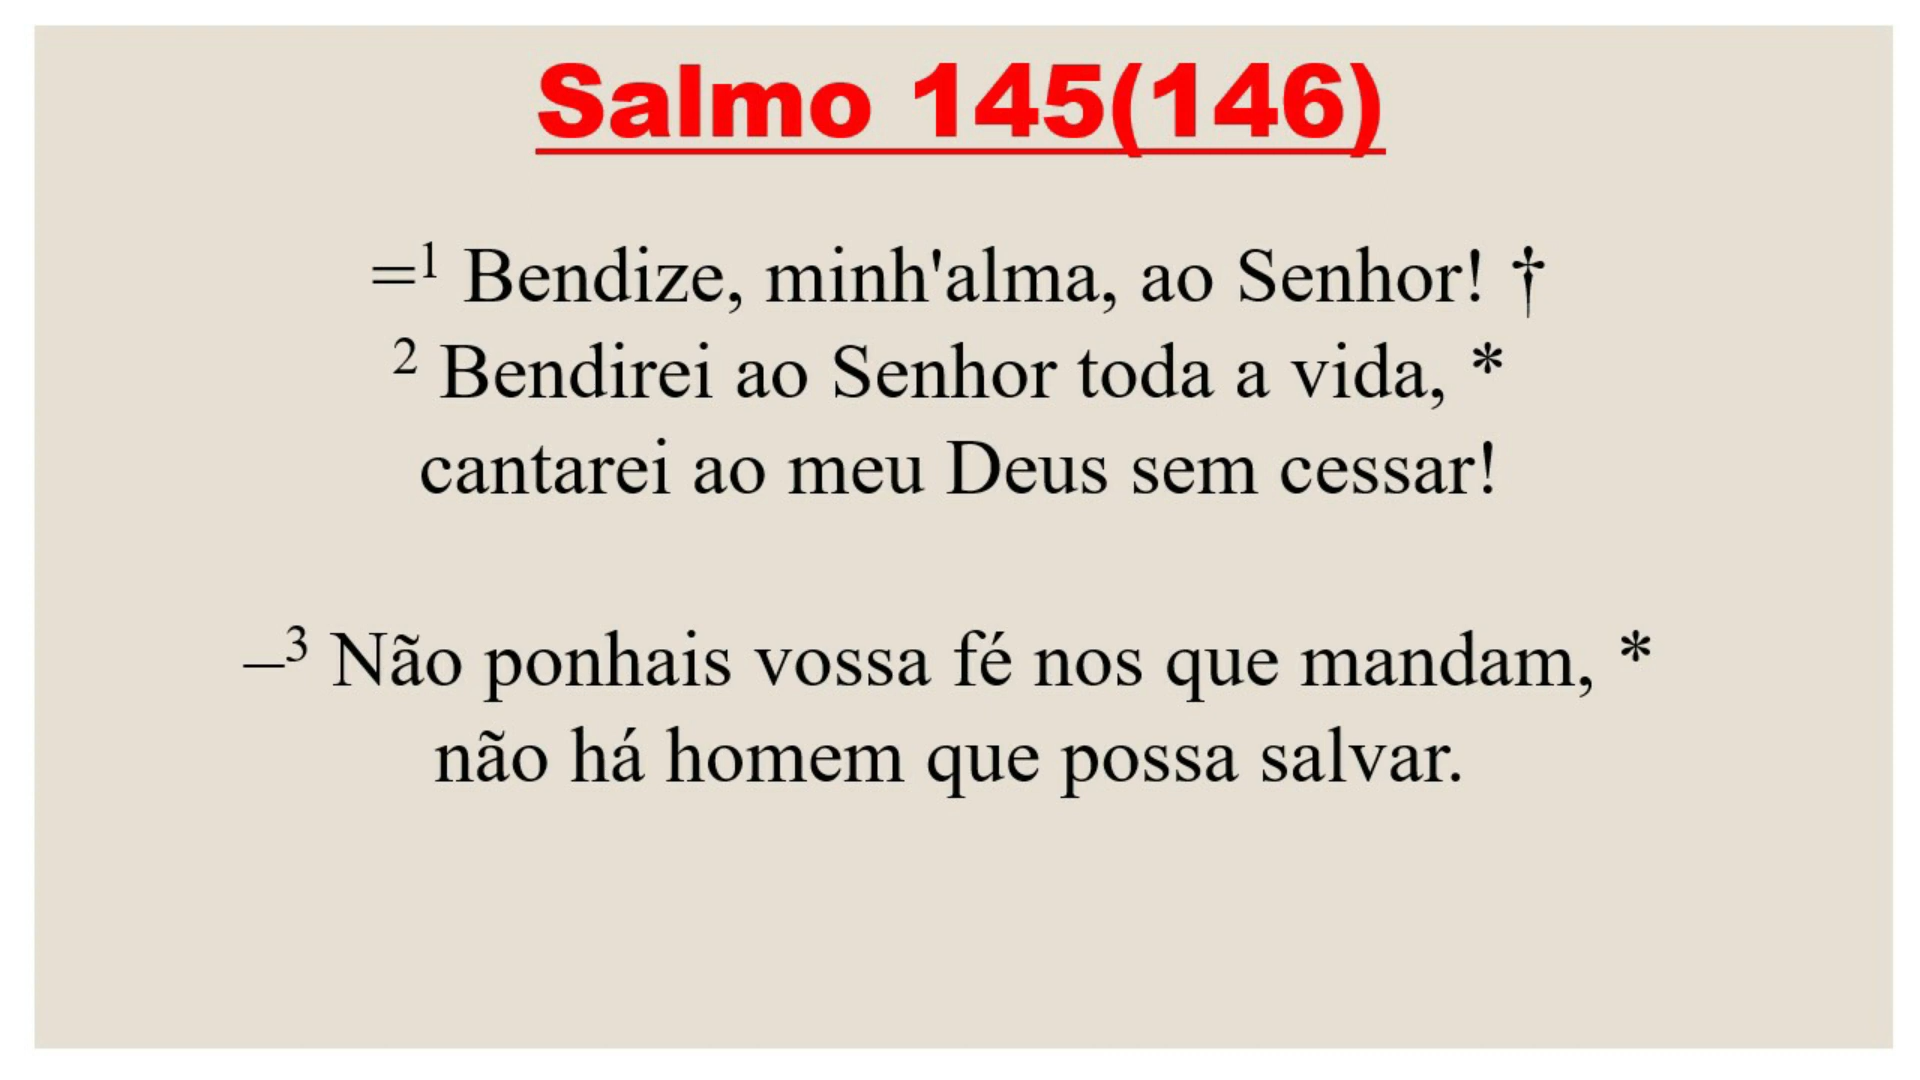 Salmo 145(146)
=¹ Bendize, minh'alma, ao Senhor! †
² Bendirei ao Senhor toda a vida, *
cantarei ao meu Deus sem cessar!
–³ Não ponhais vossa fé nos que mandam, *
não há homem que possa salvar.